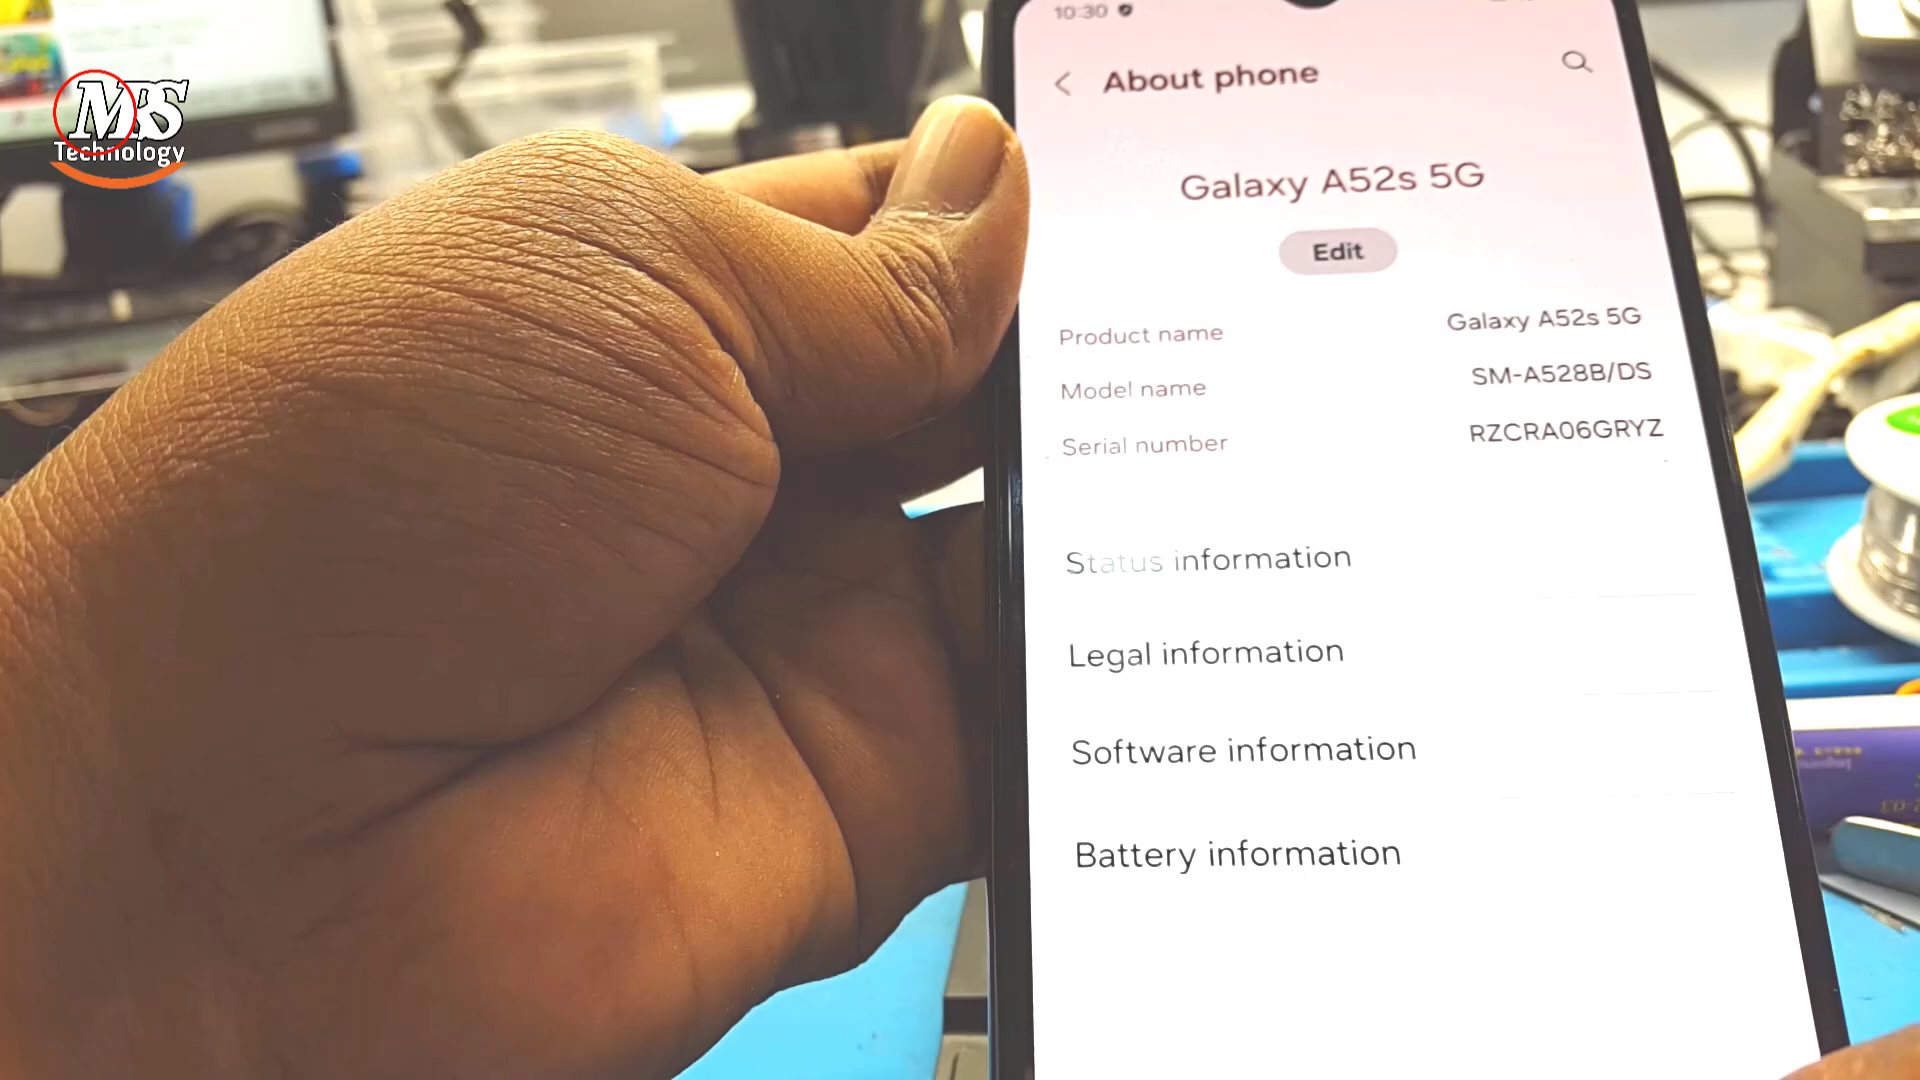 MRS
Technology
10:30
About phone
Galaxy A52s 5G
Edit
Product name Galaxy A52s 5G
Model name SM-A528B/DS
Serial number RZCRA06GRYZ
Status information
Legal information
Software information
Battery information